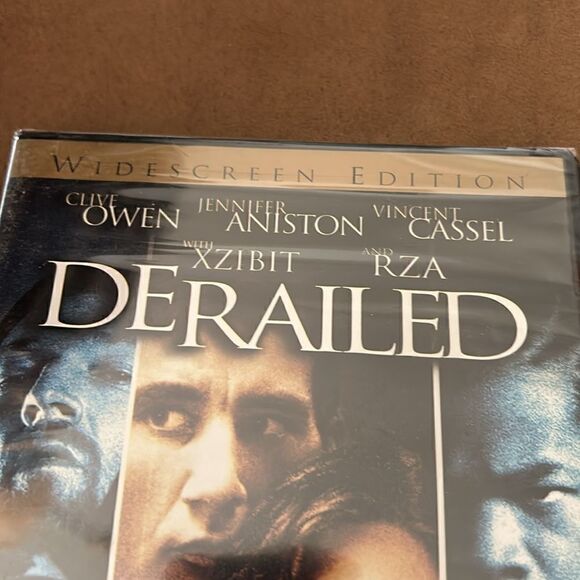 WIDESCREEN EDITION
CLIVE OWEN JENNIFER ANISTON VINCENT CASSEL
WITH XZIBIT AND RZA
DERAILED